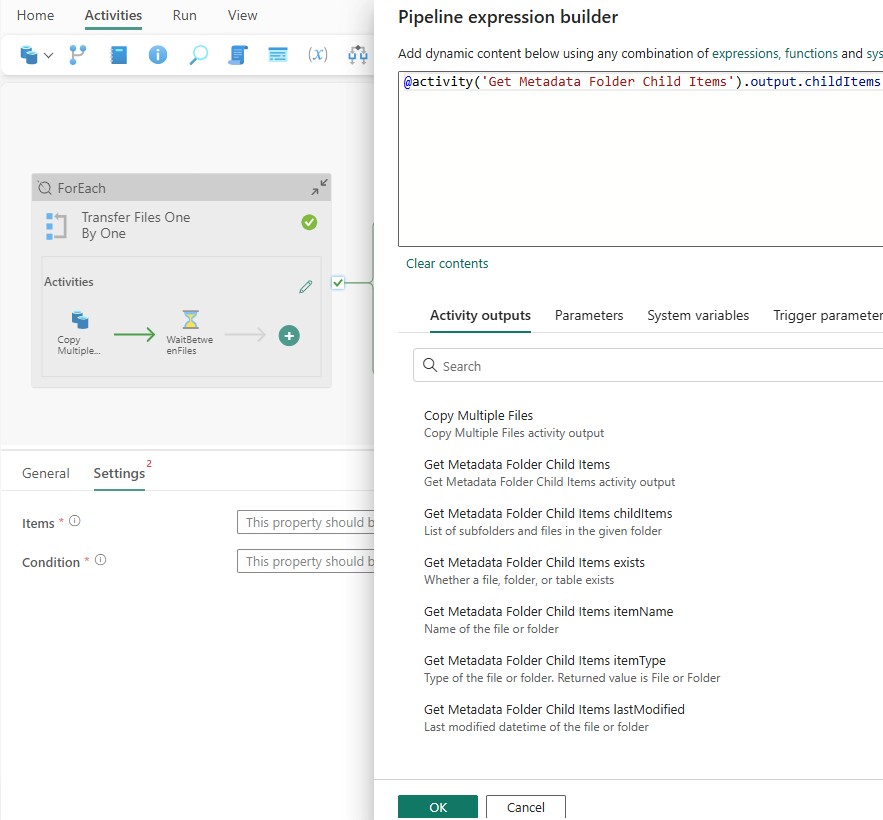 Home Activities Run View
(x)
ForEach
Transfer Files One
By One
Activities
Copy
Multiple...
WaitBetwe
enFiles
General Settings 2
Items *
This property should b
Condition *
This property should b
Pipeline expression builder
Add dynamic content below using any combination of expressions, functions and sys
@activity('Get Metadata Folder Child Items').output.childItems
Clear contents
Activity outputs Parameters System variables Trigger parameter
Search
Copy Multiple Files
Copy Multiple Files activity output
Get Metadata Folder Child Items
Get Metadata Folder Child Items activity output
Get Metadata Folder Child Items childItems
List of subfolders and files in the given folder
Get Metadata Folder Child Items exists
Whether a file, folder, or table exists
Get Metadata Folder Child Items itemName
Name of the file or folder
Get Metadata Folder Child Items itemType
Type of the file or folder. Returned value is File or Folder
Get Metadata Folder Child Items lastModified
Last modified datetime of the file or folder
OK Cancel